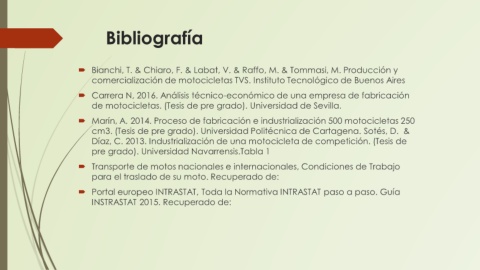 Bibliografía
Bianchi, T. & Chiaro, F. & Labat, V. & Raffo, M. & Tommasi, M. Producción y
comercialización de motocicletas TVS. Instituto Tecnológico de Buenos Aires
Carrera N, 2016. Análisis técnico-económico de una empresa de fabricación
de motocicletas. (Tesis de pre grado). Universidad de Sevilla.
Marín, A, 2014. Proceso de fabricación e industrialización 500 motocicletas 250
cm3. (Tesis de pre grado). Universidad Politécnica de Cartagena. Sotés, D. &
Díaz, C. 2013. Industrialización de una motocicleta de competición. (Tesis de
pre grado). Universidad Navarrensis.Tabla 1
Transporte de motos nacionales e internacionales, Condiciones de Trabajo
para el traslado de su moto. Recuperado de:
Portal europeo INTRASTAT, Toda la Normativa INTRASTAT paso a paso. Guía
INSTRASTAT 2015. Recuperado de: